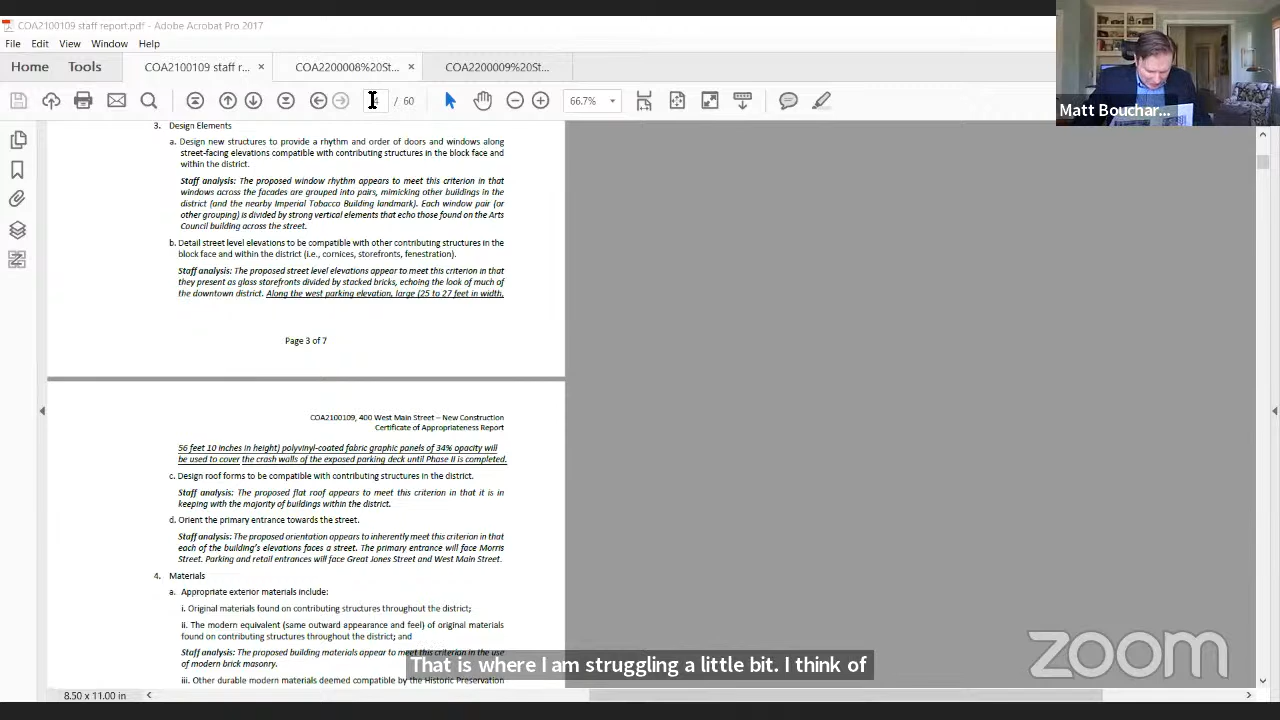 COA2100109 staff report.pdf - Adobe Acrobat Pro 2017
File Edit View Window Help
Home Tools COA2100109 staff r... × COA2200008%20St... × COA2200009%20St...
/ 60 66.7%
Matt Bouchar...
3. Design Elements
a. Design new structures to provide a rhythm and order of doors and windows along
street-facing elevations compatible with contributing structures in the block face and
within the district.
Staff analysis: The proposed window rhythm appears to meet this criterion in that
windows across the facades are grouped into pairs, mimicking other buildings in the
district (and the nearby Imperial Tobacco Building landmark). Each window pair (or
other grouping) is divided by strong vertical elements that echo those found on the Arts
Council building across the street.
b. Detail street level elevations to be compatible with other contributing structures in the
block face and within the district (i.e., cornices, storefronts, fenestration).
Staff analysis: The proposed street level elevations appear to meet this criterion in that
they present as glass storefronts divided by stacked bricks, echoing the look of much of
the downtown district. Along the west parking elevation, large (25 to 27 feet in width,
Page 3 of 7
COA2100109, 400 West Main Street – New Construction
Certificate of Appropriateness Report
56 feet 10 inches in height) polyvinyl-coated fabric graphic panels of 34% opacity will
be used to cover the crash walls of the exposed parking deck until Phase II is completed.
c. Design roof forms to be compatible with contributing structures in the district.
Staff analysis: The proposed flat roof appears to meet this criterion in that it is in
keeping with the majority of buildings within the district.
d. Orient the primary entrance towards the street.
Staff analysis: The proposed orientation appears to inherently meet this criterion in that
each of the building's elevations faces a street. The primary entrance will face Morris
Street. Parking and retail entrances will face Great Jones Street and West Main Street.
4. Materials
a. Appropriate exterior materials include:
i. Original materials found on contributing structures throughout the district;
ii. The modern equivalent (same outward appearance and feel) of original materials
found on contributing structures throughout the district; and
Staff analysis: The proposed building materials appear to meet this criterion in the use
of modern brick masonry.
iii. Other durable modern materials deemed compatible by the Historic Preservation
That is where I am struggling a little bit. I think of
zoom
8.50 x 11.00 in